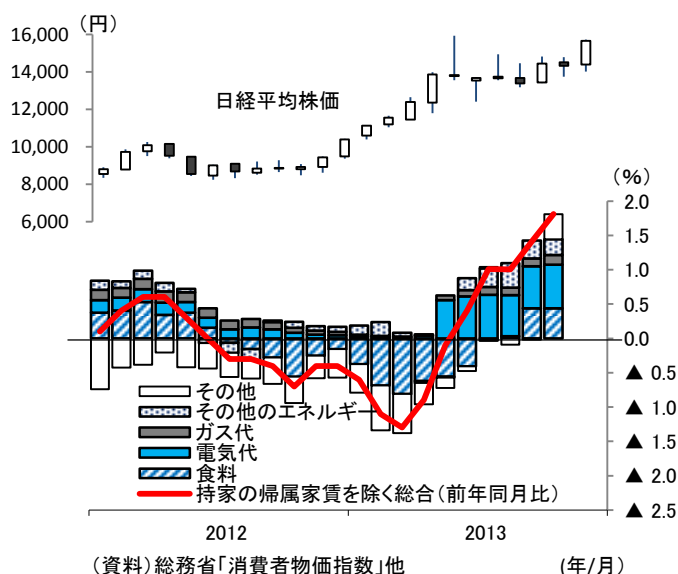 （円）
16,000
14,000
12,000
10,000
8,000
6,000
日経平均株価
（％）
2.0
1.5
1.0
0.5
0.0
▲ 0.5
▲ 1.0
▲ 1.5
▲ 2.0
▲ 2.5
その他
その他のエネルギー
ガス代
電気代
食料
持家の帰属家賃を除く総合（前年同月比）
2012
2013
（資料）総務省「消費者物価指数」他
(年/月)